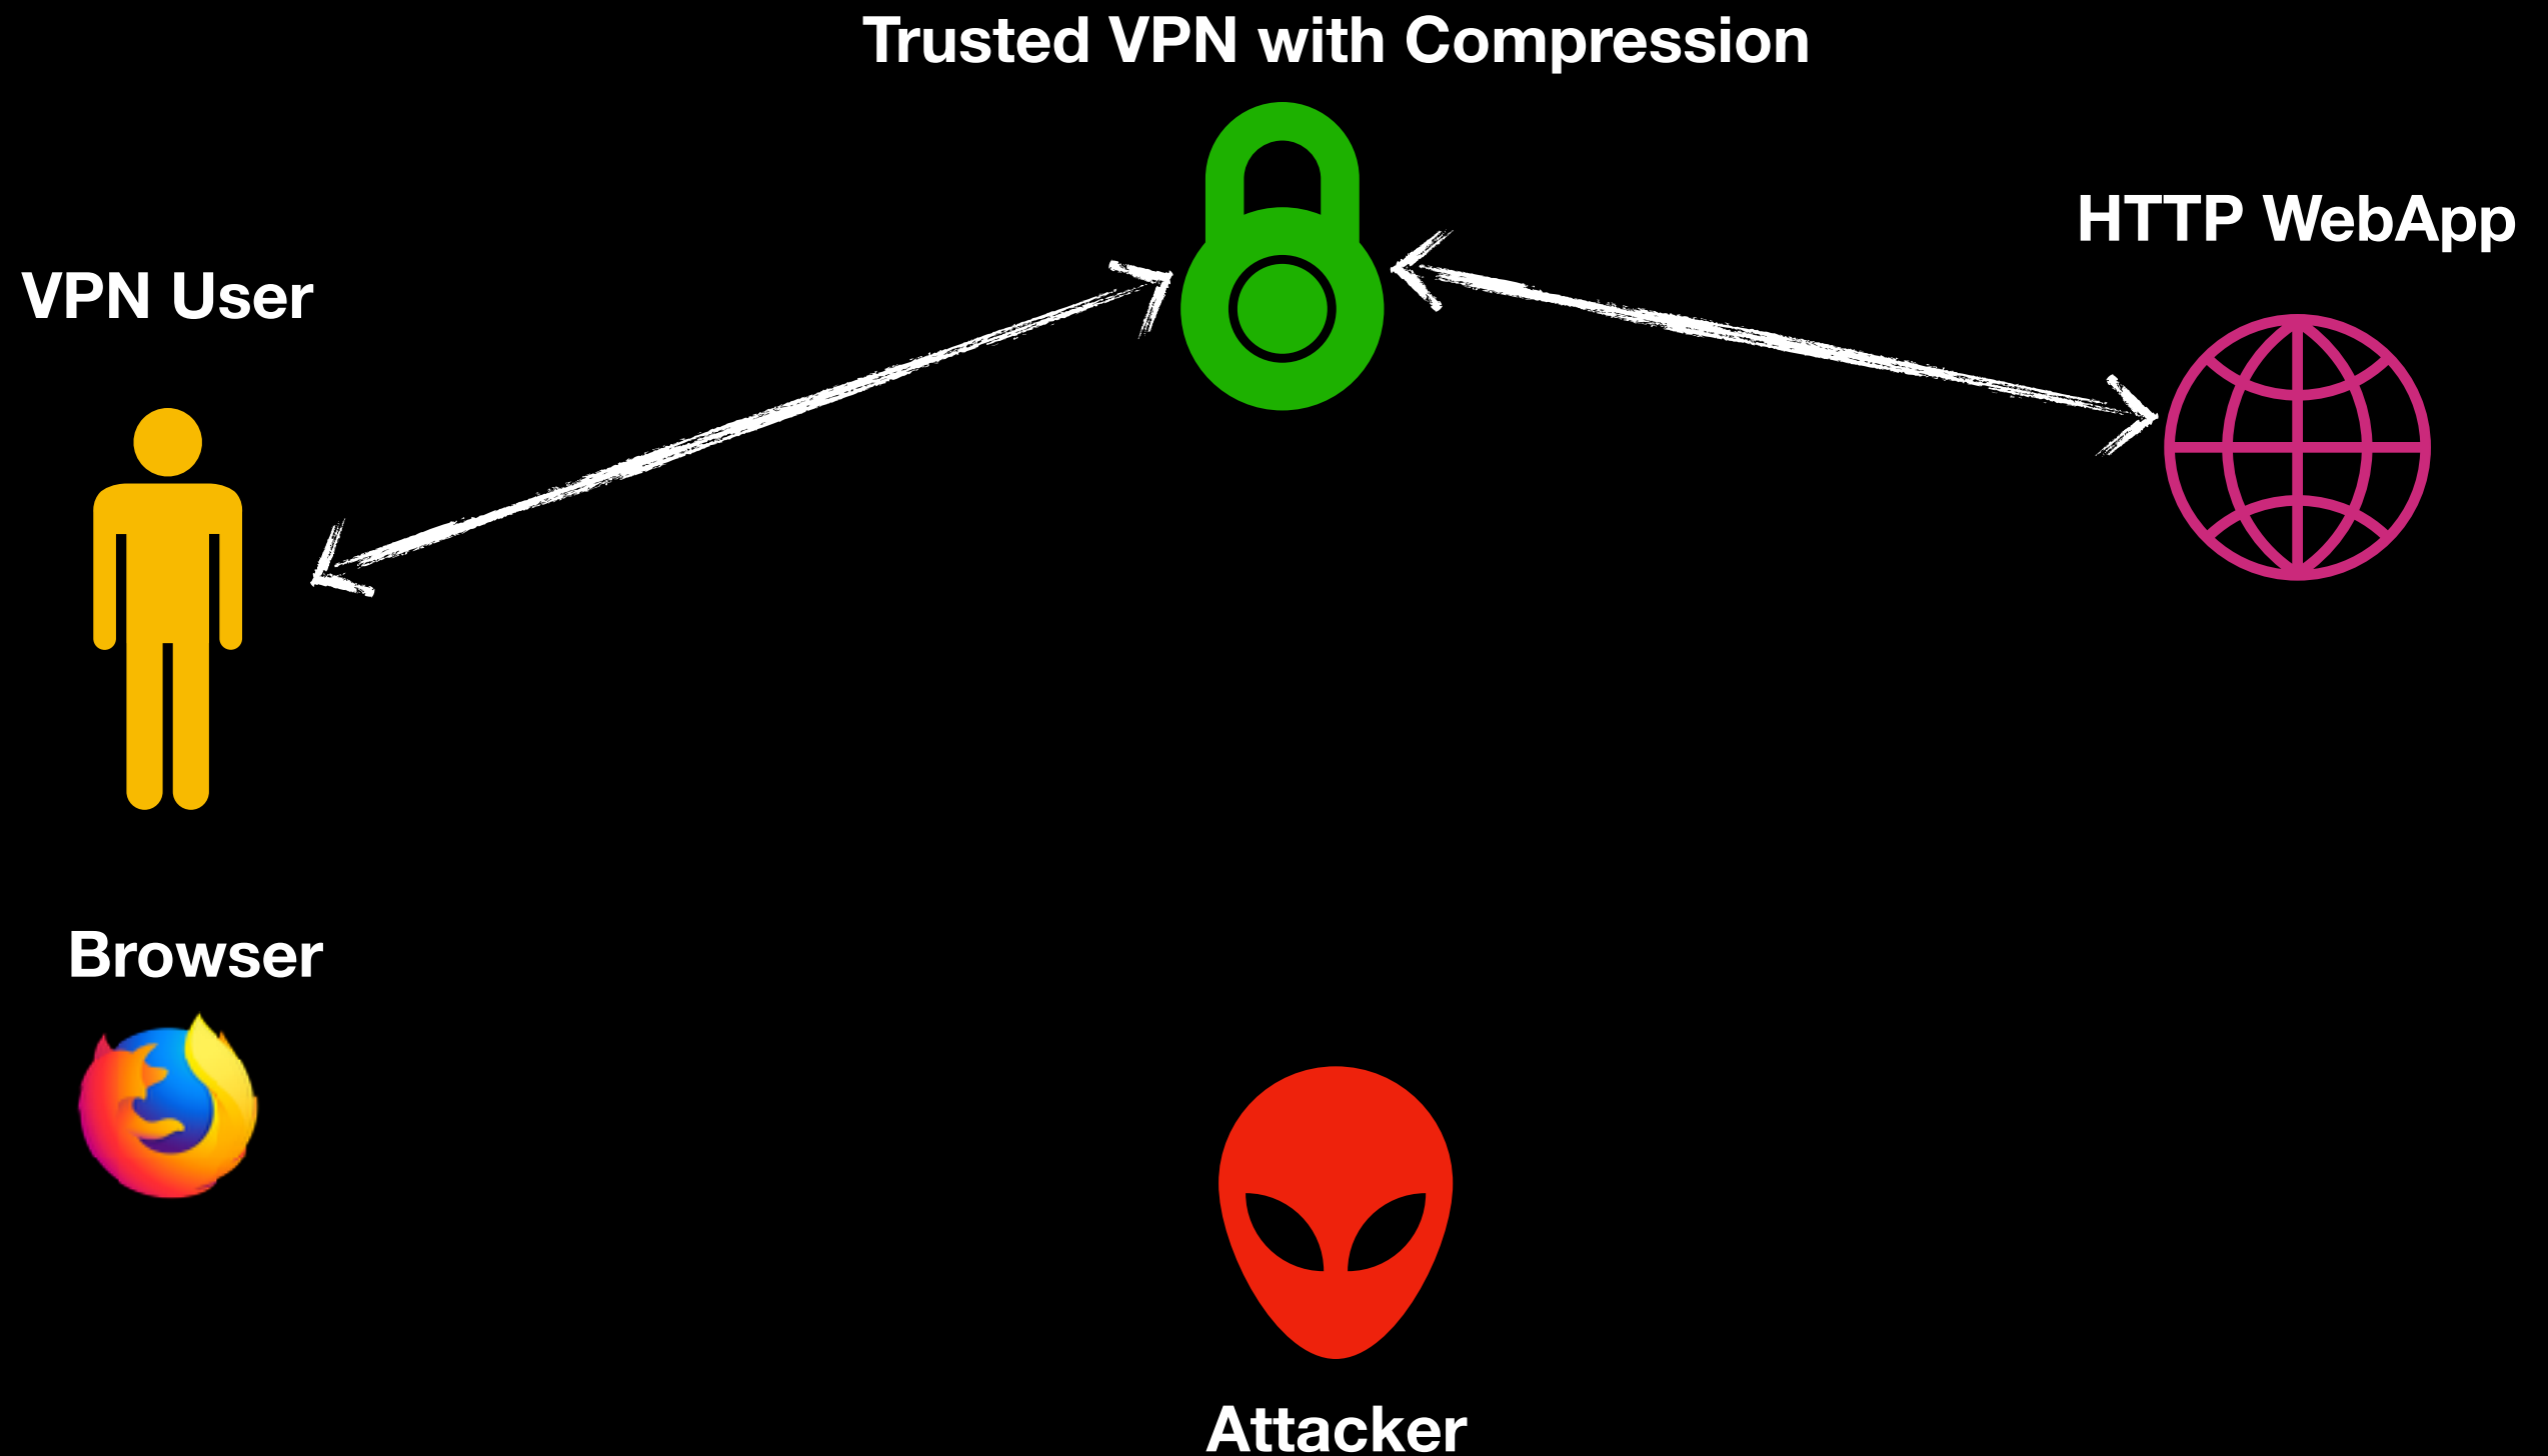 Trusted VPN with Compression
HTTP WebApp
VPN User
Browser
Attacker